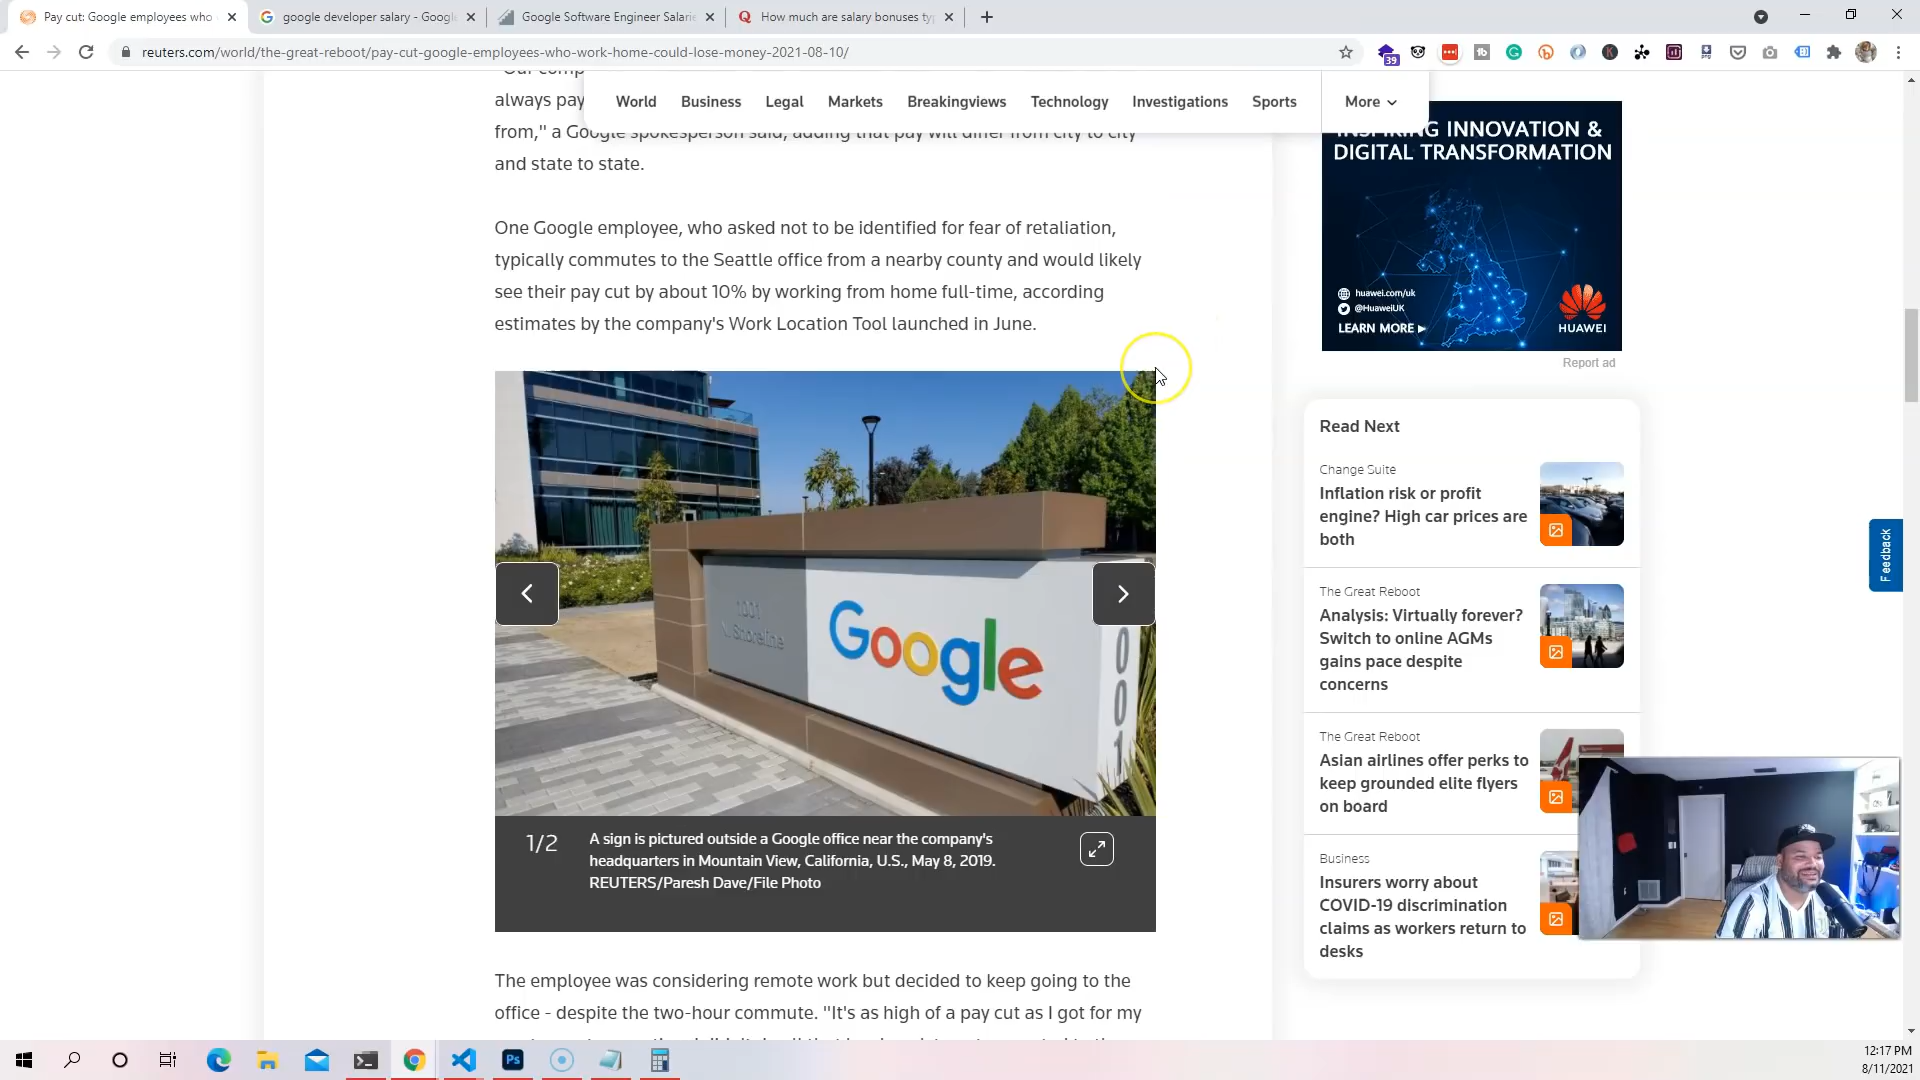 Pay cut: Google employees who
google developer salary - Google
Google Software Engineer Salarie
How much are salary bonuses ty
reuters.com/world/the-great-reboot/pay-cut-google-employees-who-work-home-could-lose-money-2021-08-10/
39
World
Business
Legal
Markets
Breakingviews
Technology
Investigations
Sports
More
"Our comp
always pay
from," a Google spokesperson said, adding that pay will differ from city to city
and state to state.
One Google employee, who asked not to be identified for fear of retaliation,
typically commutes to the Seattle office from a nearby county and would likely
see their pay cut by about 10% by working from home full-time, according
estimates by the company's Work Location Tool launched in June.
1001
N Shoreline
Google
001
1/2
A sign is pictured outside a Google office near the company's
headquarters in Mountain View, California, U.S., May 8, 2019.
REUTERS/Paresh Dave/File Photo
The employee was considering remote work but decided to keep going to the
office - despite the two-hour commute. "It's as high of a pay cut as I got for my
INSPIRING INNOVATION &
DIGITAL TRANSFORMATION
huawei.com/uk
@HuaweiUK
LEARN MORE
HUAWEI
Report ad
Read Next
Change Suite
Inflation risk or profit
engine? High car prices are
both
The Great Reboot
Analysis: Virtually forever?
Switch to online AGMs
gains pace despite
concerns
The Great Reboot
Asian airlines offer perks to
keep grounded elite flyers
on board
Business
Insurers worry about
COVID-19 discrimination
claims as workers return to
desks
Feedback
Ps
12:17 PM
8/11/2021